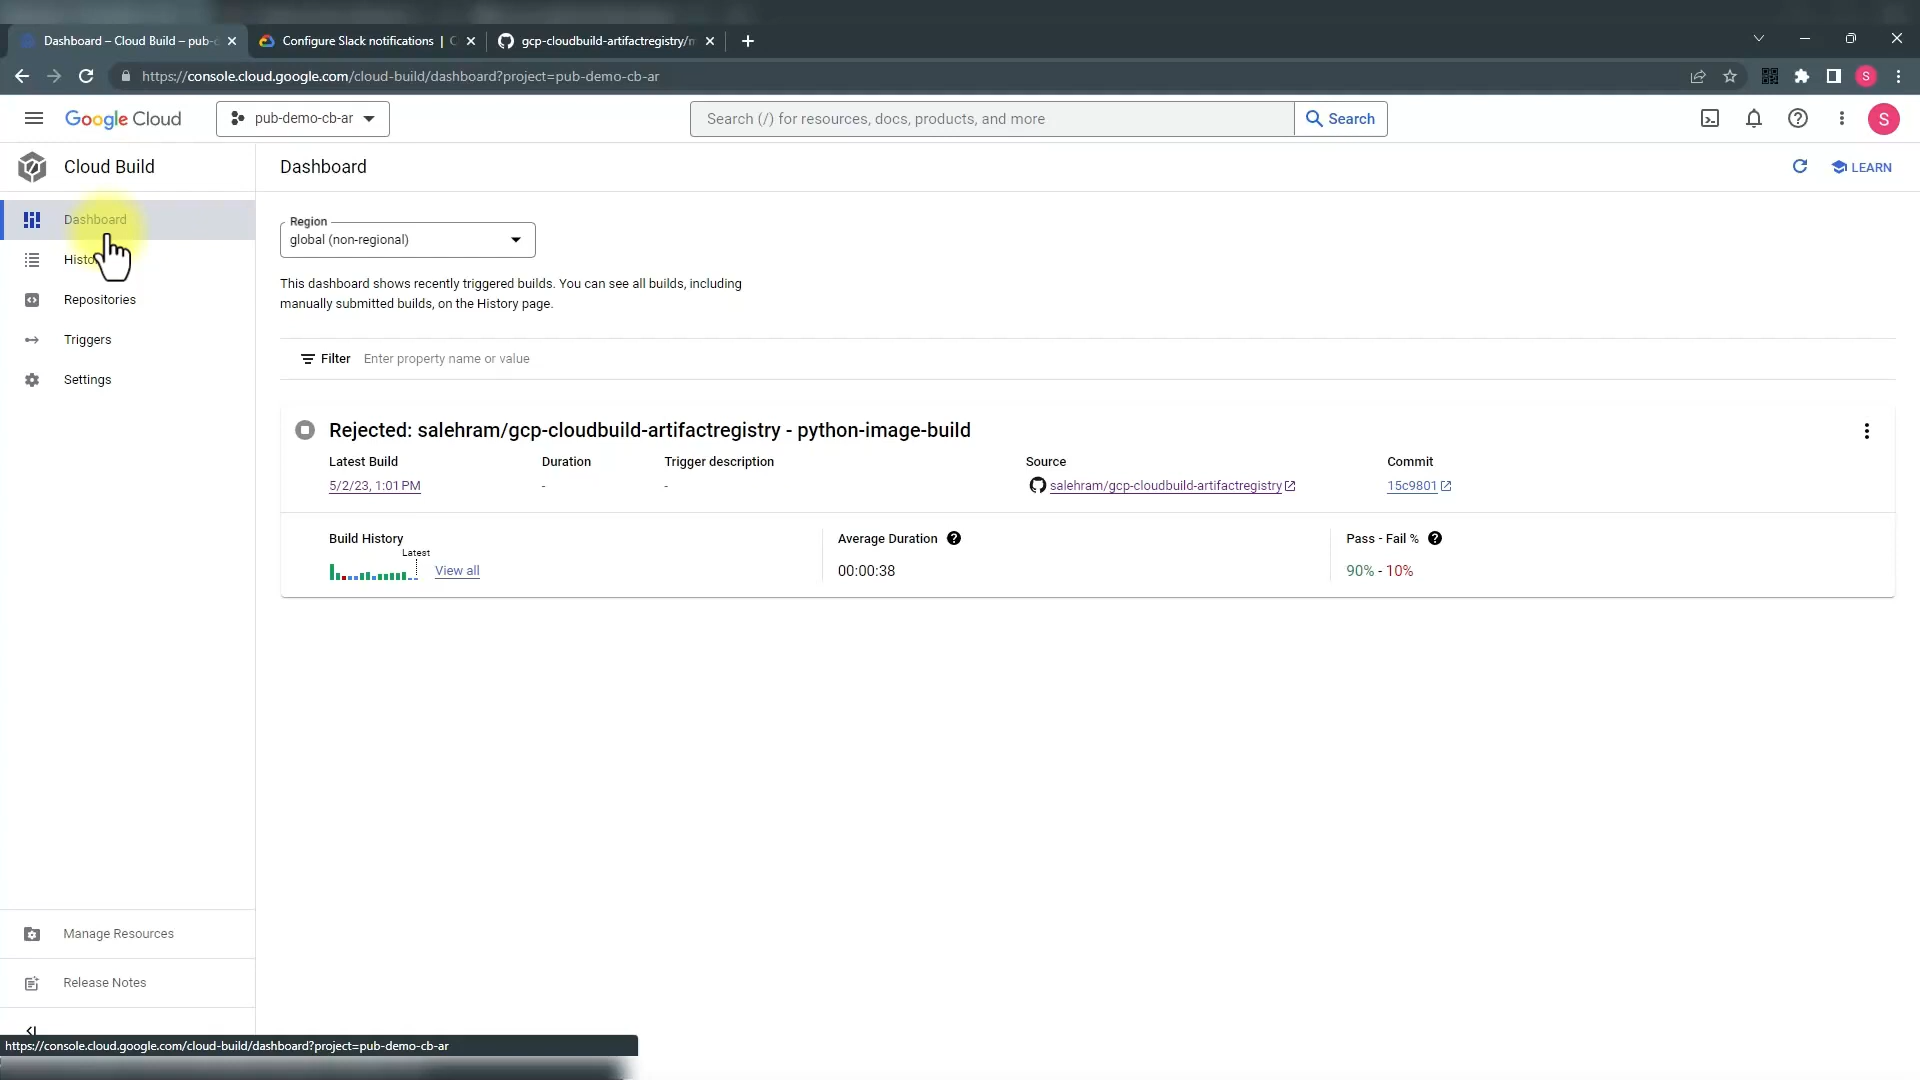 Dashboard – Cloud Build – pub-d
Configure Slack notifications | C
gcp-cloudbuild-artifactregistry/m
https://console.cloud.google.com/cloud-build/dashboard?project=pub-demo-cb-ar
S
Google Cloud
pub-demo-cb-ar
Search (/) for resources, docs, products, and more
Search
S
Cloud Build
Dashboard
LEARN
Dashboard
Region
global (non-regional)
Repositories
Triggers
Settings
This dashboard shows recently triggered builds. You can see all builds, including
manually submitted builds, on the History page.
Filter
Enter property name or value
Rejected: salehram/gcp-cloudbuild-artifactregistry - python-image-build
Latest Build
Duration
Trigger description
Source
Commit
5/2/23, 1:01 PM
-
-
salehram/gcp-cloudbuild-artifactregistry
15c9801
Build History
Latest
View all
Average Duration
00:00:38
Pass - Fail %
90% - 10%
Manage Resources
Release Notes
https://console.cloud.google.com/cloud-build/dashboard?project=pub-demo-cb-ar